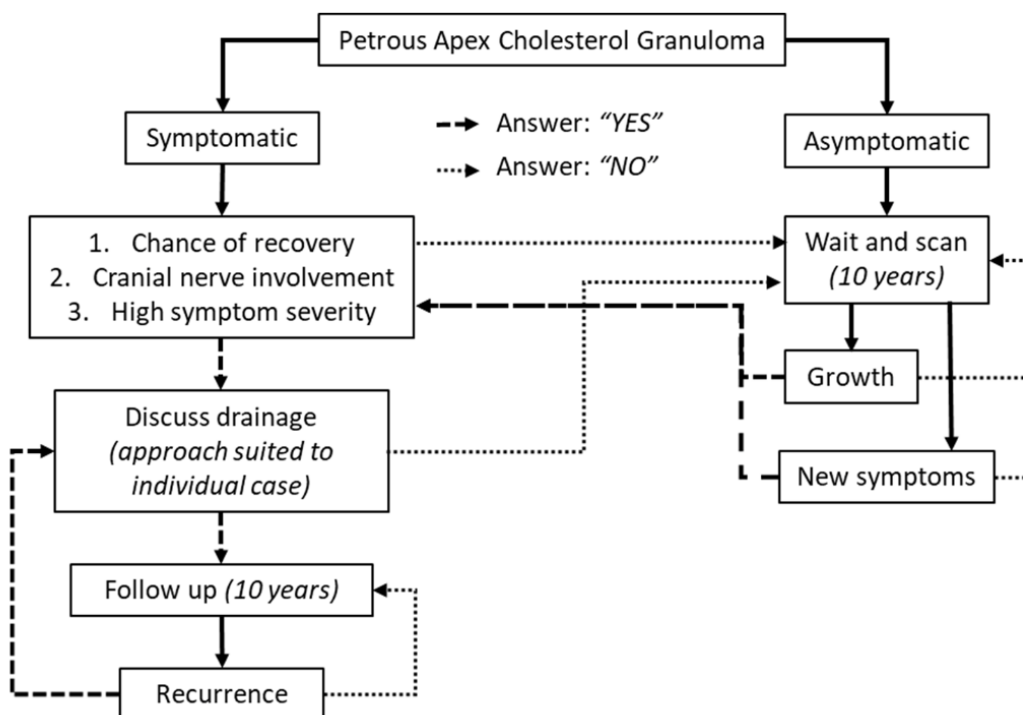 Petrous Apex Cholesterol Granuloma
Symptomatic
Answer: “YES”
Answer: “NO”
Asymptomatic
1. Chance of recovery
2. Cranial nerve involvement
3. High symptom severity
Wait and scan
(10 years)
Growth
Discuss drainage
(approach suited to
individual case)
New symptoms
Follow up (10 years)
Recurrence